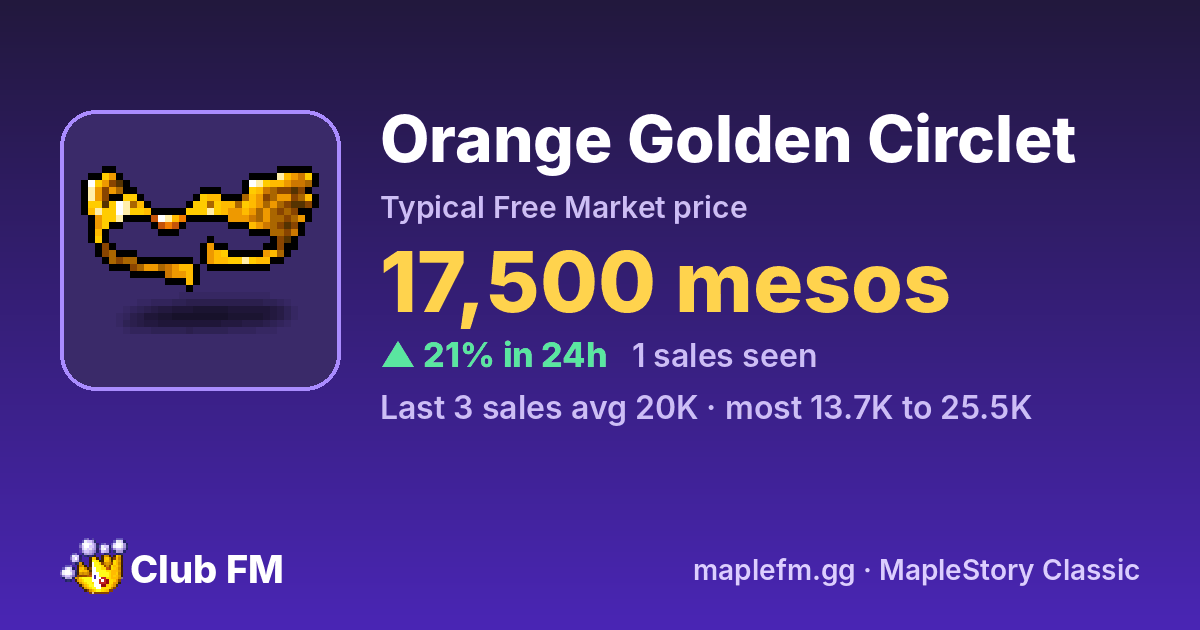 Orange Golden Circlet
Typical Free Market price
17,500 mesos
▲ 21% in 24h 1 sales seen
Last 3 sales avg 20K · most 13.7K to 25.5K
Club FM
maplefm.gg · MapleStory Classic